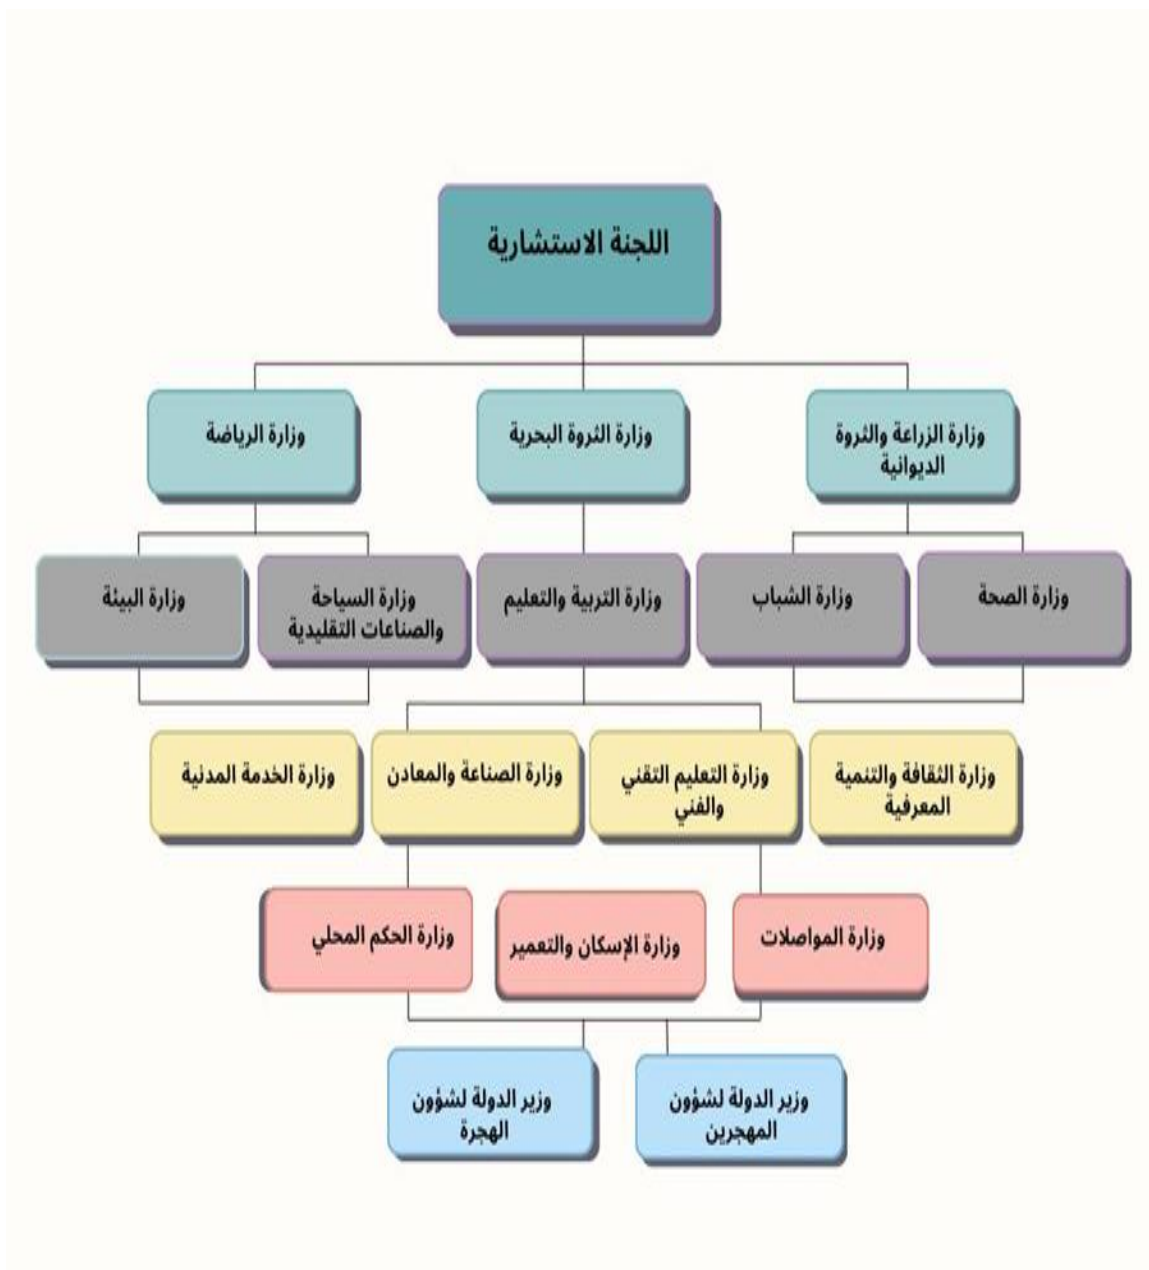 اللجنة الاستشارية
وزارة الزراعة والثروة
الديوانية
وزارة الثروة البحرية
وزارة الرياضة
وزارة الصحة
وزارة الشباب
وزارة التربية والتعليم
وزارة السياحة
والصناعات التقليدية
وزارة البيئة
وزارة الثقافة والتنمية
المعرفية
وزارة التعليم التقني
والفني
وزارة الصناعة والمعادن
وزارة الخدمة المدنية
وزارة المواصلات
وزارة الإسكان والتعمير
وزارة الحكم المحلي
وزير الدولة لشؤون
المهجرين
وزير الدولة لشؤون
الهجرة